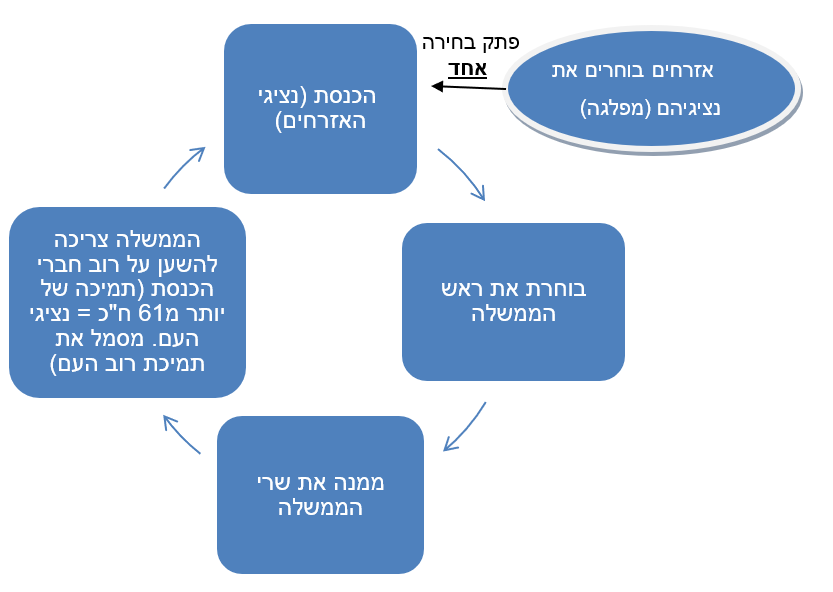 אזרחים בוחרים את
נציגיהם (מפלגה)
פתק בחירה
אחד
הכנסת (נציגי
האזרחים)
בוחרת את ראש
הממשלה
ממנה את שרי
הממשלה
הממשלה צריכה
להשען על רוב חברי
הכנסת (תמיכה של
יותר מ61 ח"כ = נציגי
העם. מסמל את
תמיכת רוב העם)